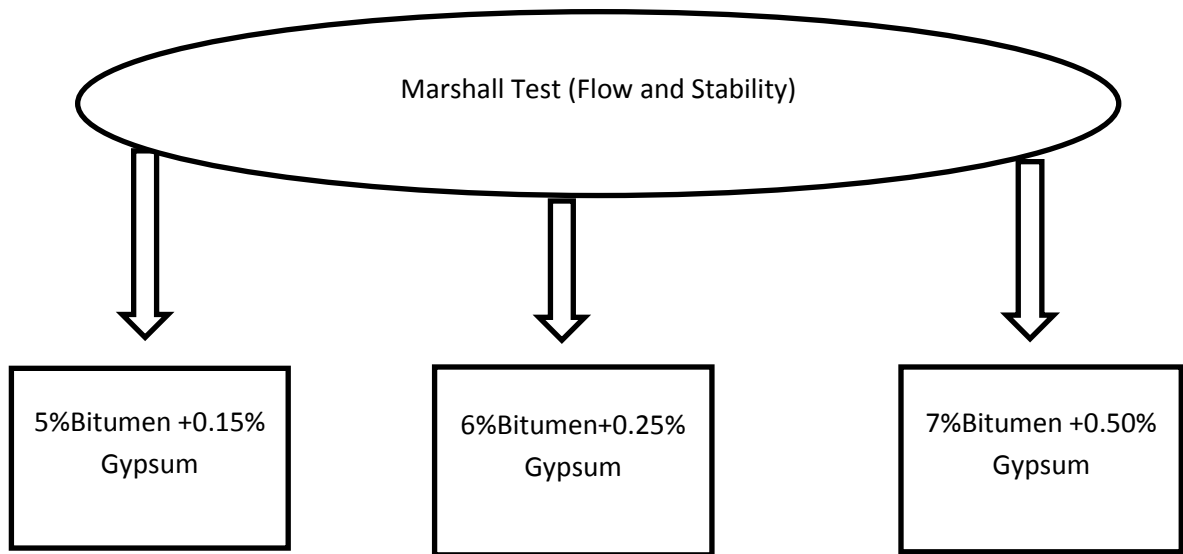 Marshall Test (Flow and Stability)
5%Bitumen +0.15%
Gypsum
6%Bitumen+0.25%
Gypsum
7%Bitumen +0.50%
Gypsum